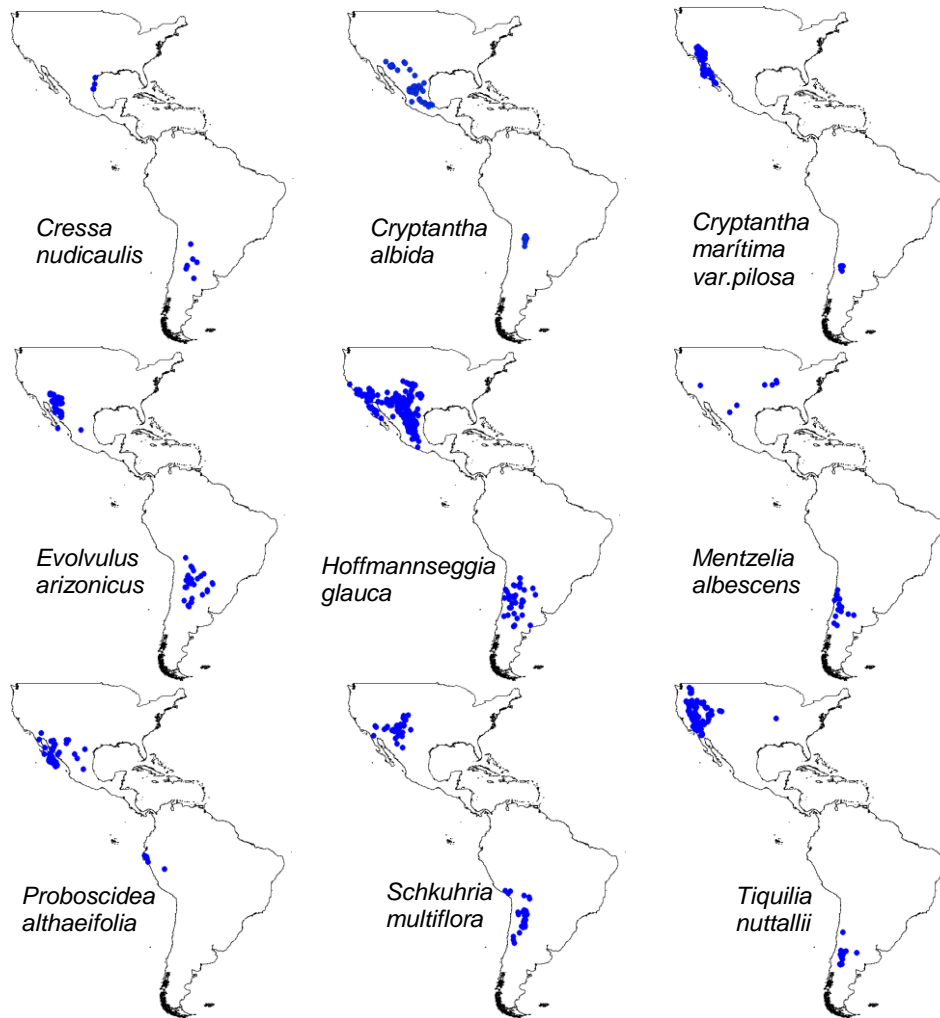 Cressa
nudicaulis
Cryptantha
albida
Cryptantha
marítima
var.pilosa
Evolvulus
arizonicus
Hoffmannseggia
glauca
Mentzelia
albescens
Proboscidea
althaeifolia
Schkuhria
multiflora
Tiquilia
nuttallii